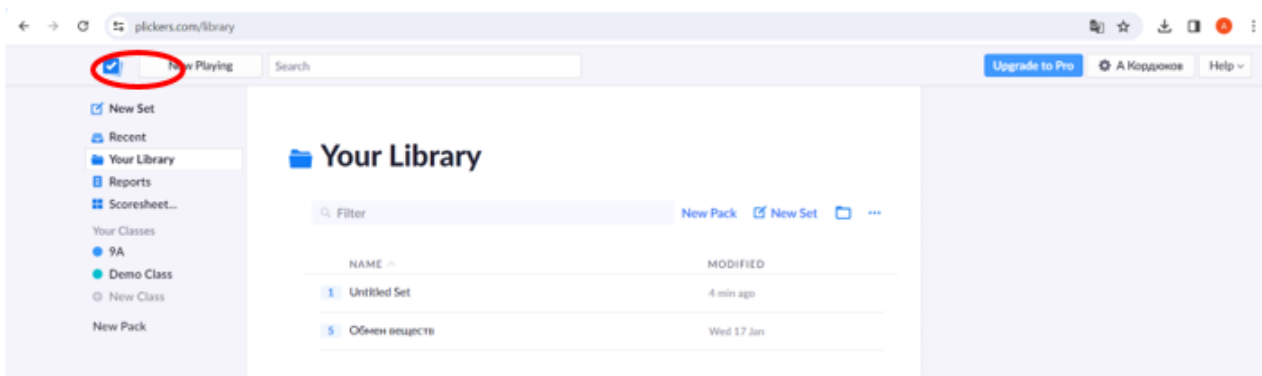 plickers.com/library
Now Playing
Search
Upgrade to Pro
А Кордюков
Help
New Set
Recent
Your Library
Reports
Scoresheet...
Your Classes
9A
Demo Class
New Class
New Pack
Your Library
Filter
New Pack
New Set
...
NAME
MODIFIED
1 Untitled Set 4 min ago
5 Обмен веществ Wed 17 Jan